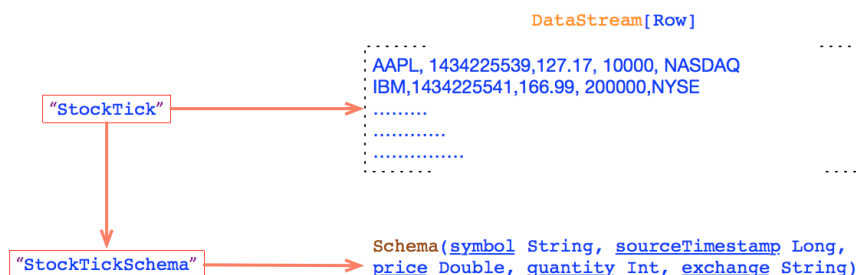 DataStream[Row]
AAPL, 1434225539,127.17, 10000, NASDAQ
IBM,1434225541,166.99, 200000,NYSE
“StockTick”
.........
............
...............
Schema(symbol String, sourceTimestamp Long,
“StockTickSchema”
price Double, quantity Int, exchange String)